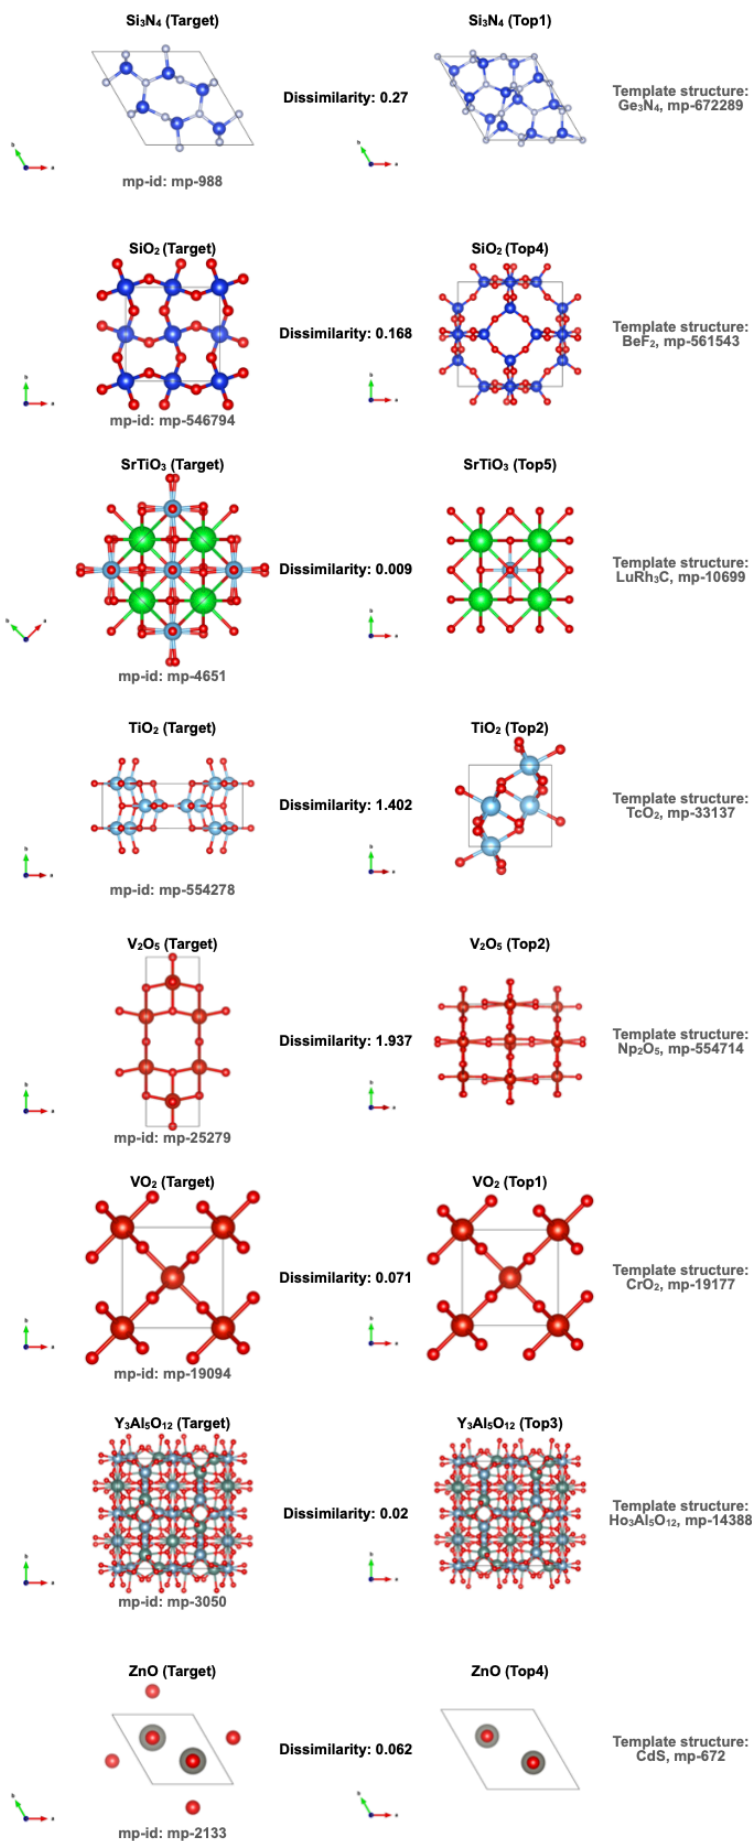 Si₃N₄ (Target)
Si₃N₄ (Top1)
Dissimilarity: 0.27
Template structure:
Ge₃N₄, mp-672289
b
a
b
a
mp-id: mp-988
SiO₂ (Target)
SiO₂ (Top4)
Dissimilarity: 0.168
Template structure:
BeF₂, mp-561543
b
a
b
a
mp-id: mp-546794
SrTiO₃ (Target)
SrTiO₃ (Top5)
Dissimilarity: 0.009
Template structure:
LuRh₃C, mp-10699
b
a
b
a
mp-id: mp-4651
TiO₂ (Target)
TiO₂ (Top2)
Dissimilarity: 1.402
Template structure:
TcO₂, mp-33137
b
a
b
a
mp-id: mp-554278
V₂O₅ (Target)
V₂O₅ (Top2)
Dissimilarity: 1.937
Template structure:
Np₂O₅, mp-554714
b
a
b
a
mp-id: mp-25279
VO₂ (Target)
VO₂ (Top1)
Dissimilarity: 0.071
Template structure:
CrO₂, mp-19177
b
a
b
a
mp-id: mp-19094
Y₃Al₅O₁₂ (Target)
Y₃Al₅O₁₂ (Top3)
Dissimilarity: 0.02
Template structure:
Ho₃Al₅O₁₂, mp-14388
b
a
b
a
mp-id: mp-3050
ZnO (Target)
ZnO (Top4)
Dissimilarity: 0.062
Template structure:
CdS, mp-672
b
a
b
a
mp-id: mp-2133